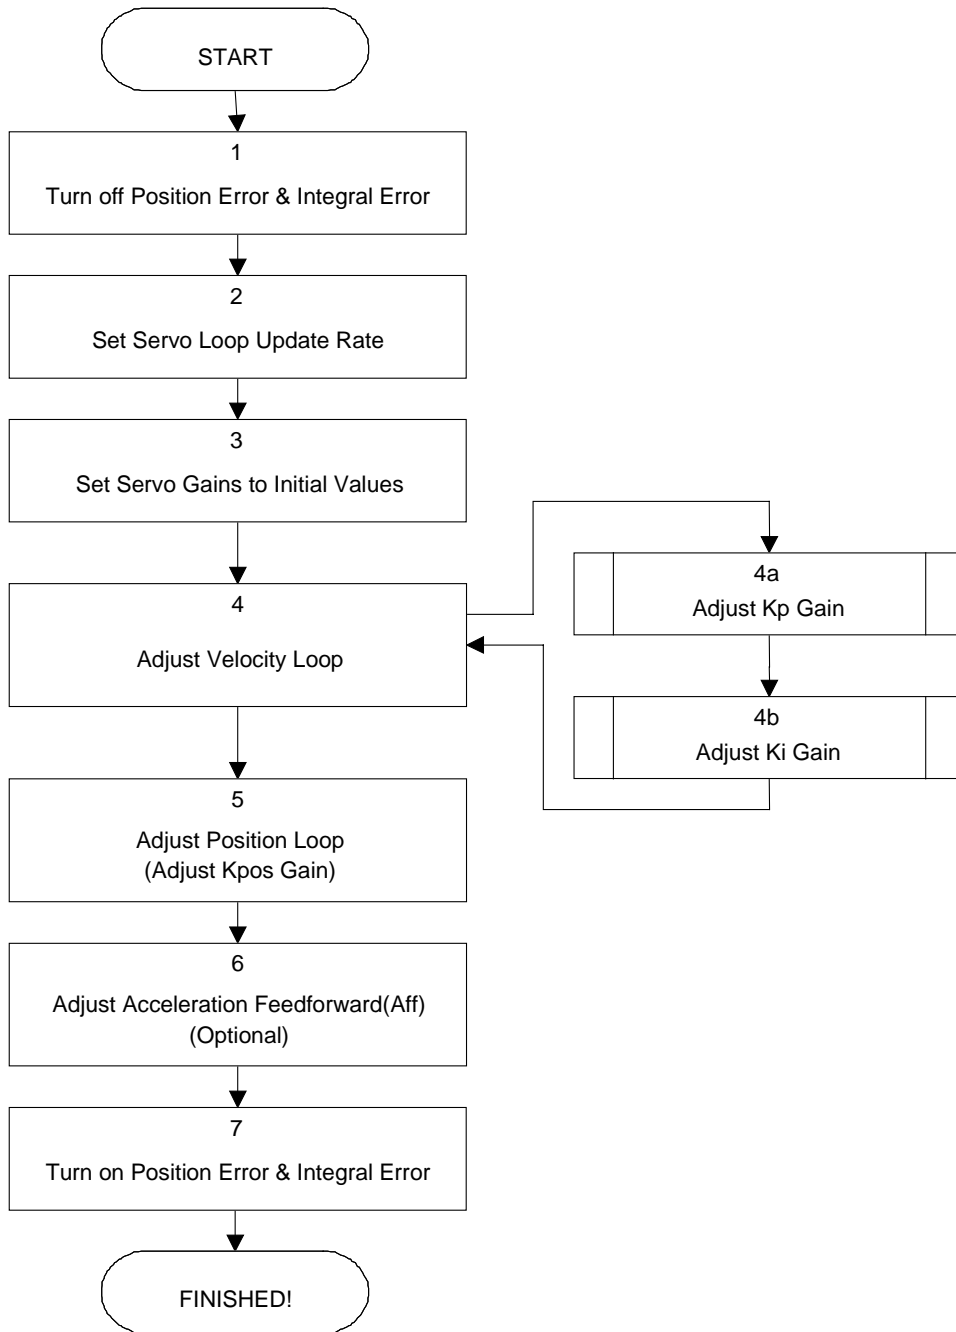 START
1
Turn off Position Error & Integral Error
2
Set Servo Loop Update Rate
3
Set Servo Gains to Initial Values
4
Adjust Velocity Loop
4a
Adjust Kp Gain
4b
Adjust Ki Gain
5
Adjust Position Loop
(Adjust Kpos Gain)
6
Adjust Acceleration Feedforward(Aff)
(Optional)
7
Turn on Position Error & Integral Error
FINISHED!